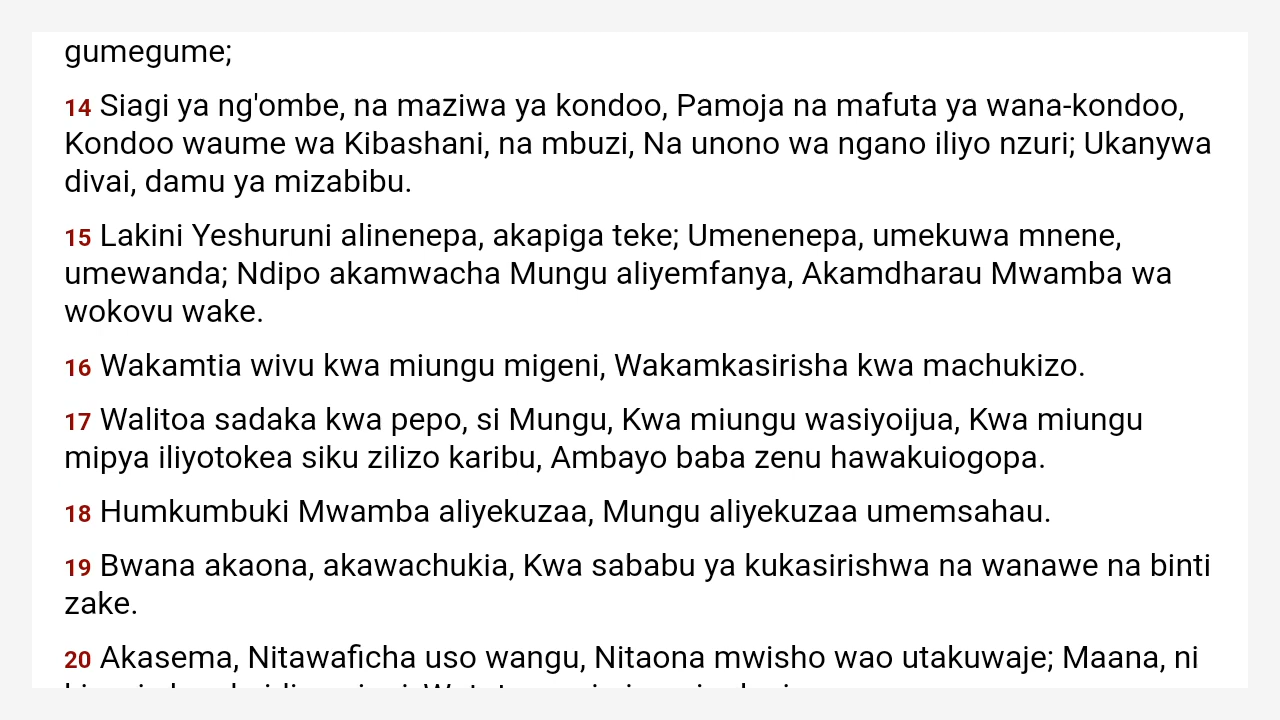 gumegume;
14 Siagi ya ng'ombe, na maziwa ya kondoo, Pamoja na mafuta ya wana-kondoo,
Kondoo waume wa Kibashani, na mbuzi, Na unono wa ngano iliyo nzuri; Ukanywa
divai, damu ya mizabibu.
15 Lakini Yeshuruni alinenepa, akapiga teke; Umenenepa, umekuwa mnene,
umewanda; Ndipo akamwacha Mungu aliyemfanya, Akamdharau Mwamba wa
wokovu wake.
16 Wakamtia wivu kwa miungu migeni, Wakamkasirisha kwa machukizo.
17 Walitoa sadaka kwa pepo, si Mungu, Kwa miungu wasiyoijua, Kwa miungu
mipya iliyotokea siku zilizo karibu, Ambayo baba zenu hawakuiogopa.
18 Humkumbuki Mwamba aliyekuzaa, Mungu aliyekuzaa umemsahau.
19 Bwana akaona, akawachukia, Kwa sababu ya kukasirishwa na wanawe na binti
zake.
20 Akasema, Nitawaficha uso wangu, Nitaona mwisho wao utakuwaje; Maana, ni